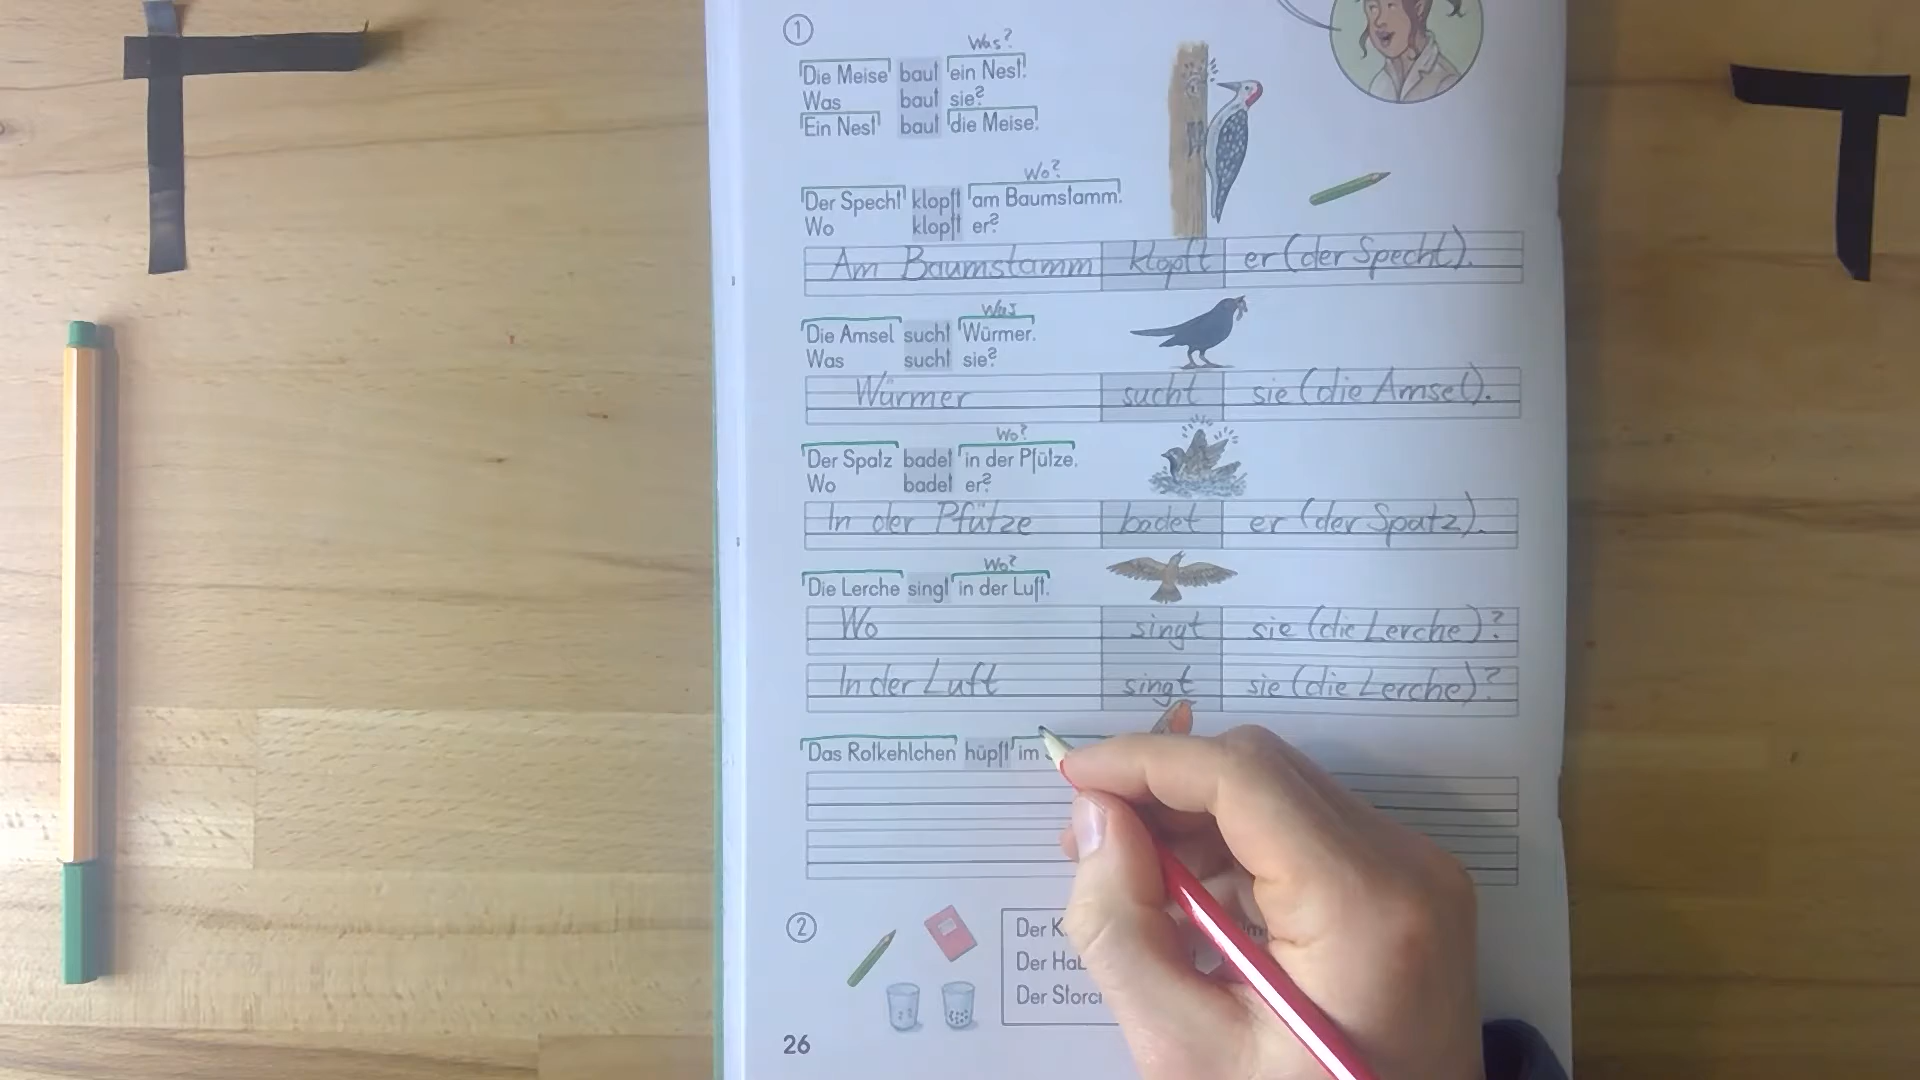 1
Was?
Die Meise baut ein Nest.
Was baut sie?
Ein Nest baut die Meise.
Wo?
Der Specht klopft am Baumstamm.
Wo klopft er?
Am Baumstamm klopft er (der Specht).
Was
Die Amsel sucht Würmer.
Was sucht sie?
Würmer sucht sie (die Amsel).
Wo?
Der Spatz badet in der Pfütze.
Wo badet er?
In der Pfütze badet er (der Spatz).
Wo?
Die Lerche singt in der Luft.
Wo singt sie (die Lerche)?
In der Luft singt sie (die Lerche)?
Das Rotkehlchen hüpft im
2
Der
Der
Der
26